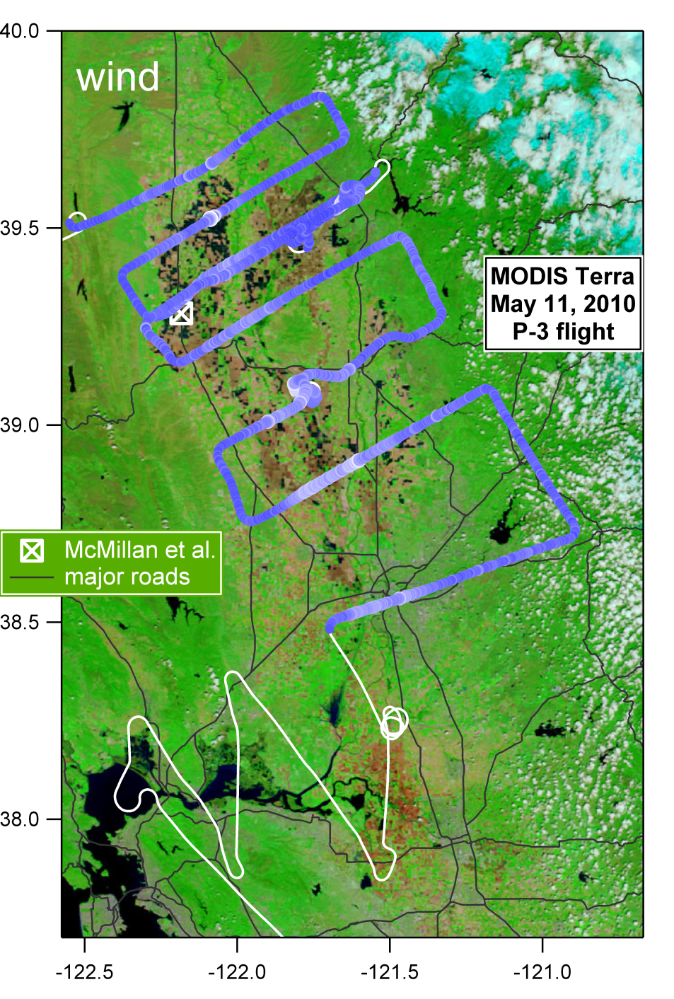 40.0
wind
39.5
MODIS Terra
May 11, 2010
P-3 flight
39.0
McMillan et al.
major roads
38.5
38.0
-122.5
-122.0
-121.5
-121.0